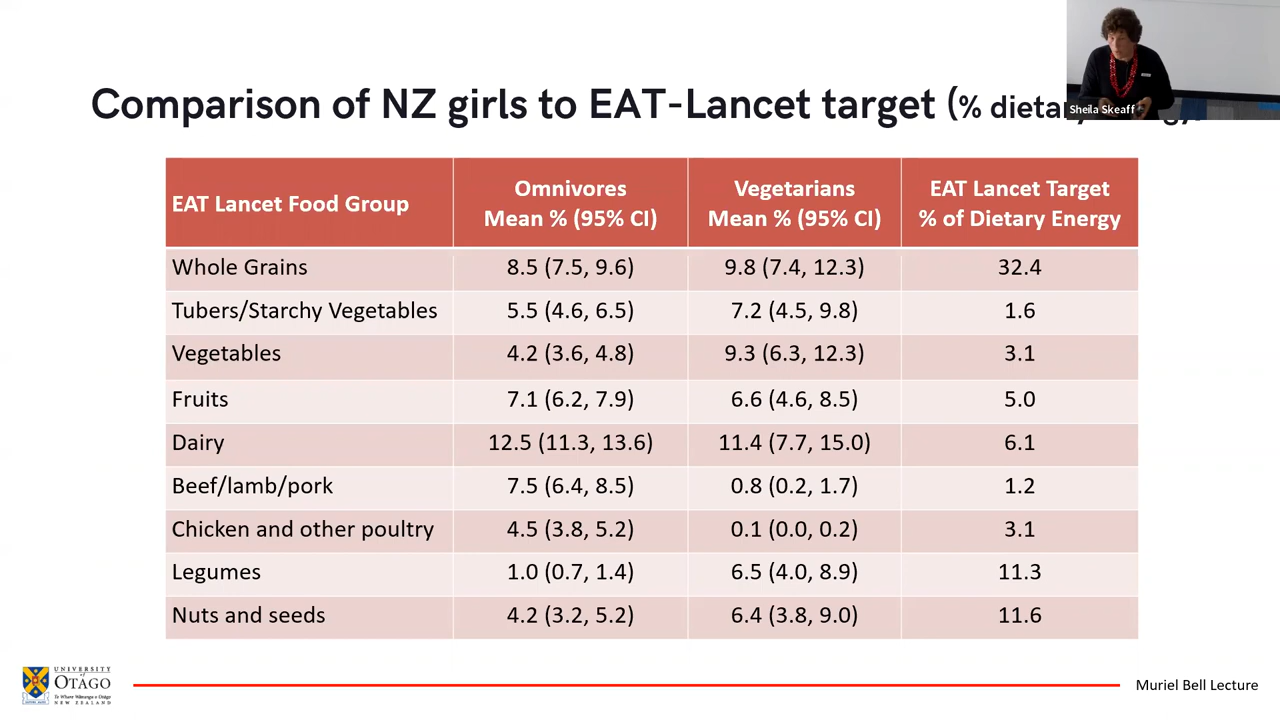 Comparison of NZ girls to EAT-Lancet target (% dieta
Sheila Skeaff
EAT Lancet Food Group
Omnivores
Mean % (95% CI)
Vegetarians
Mean % (95% CI)
EAT Lancet Target
% of Dietary Energy
Whole Grains 8.5 (7.5, 9.6) 9.8 (7.4, 12.3) 32.4
Tubers/Starchy Vegetables 5.5 (4.6, 6.5) 7.2 (4.5, 9.8) 1.6
Vegetables 4.2 (3.6, 4.8) 9.3 (6.3, 12.3) 3.1
Fruits 7.1 (6.2, 7.9) 6.6 (4.6, 8.5) 5.0
Dairy 12.5 (11.3, 13.6) 11.4 (7.7, 15.0) 6.1
Beef/lamb/pork 7.5 (6.4, 8.5) 0.8 (0.2, 1.7) 1.2
Chicken and other poultry 4.5 (3.8, 5.2) 0.1 (0.0, 0.2) 3.1
Legumes 1.0 (0.7, 1.4) 6.5 (4.0, 8.9) 11.3
Nuts and seeds 4.2 (3.2, 5.2) 6.4 (3.8, 9.0) 11.6
UNIVERSITY
of
OTAGO
Te Whare Wānanga o Otāgo
NEW ZEALAND
Muriel Bell Lecture